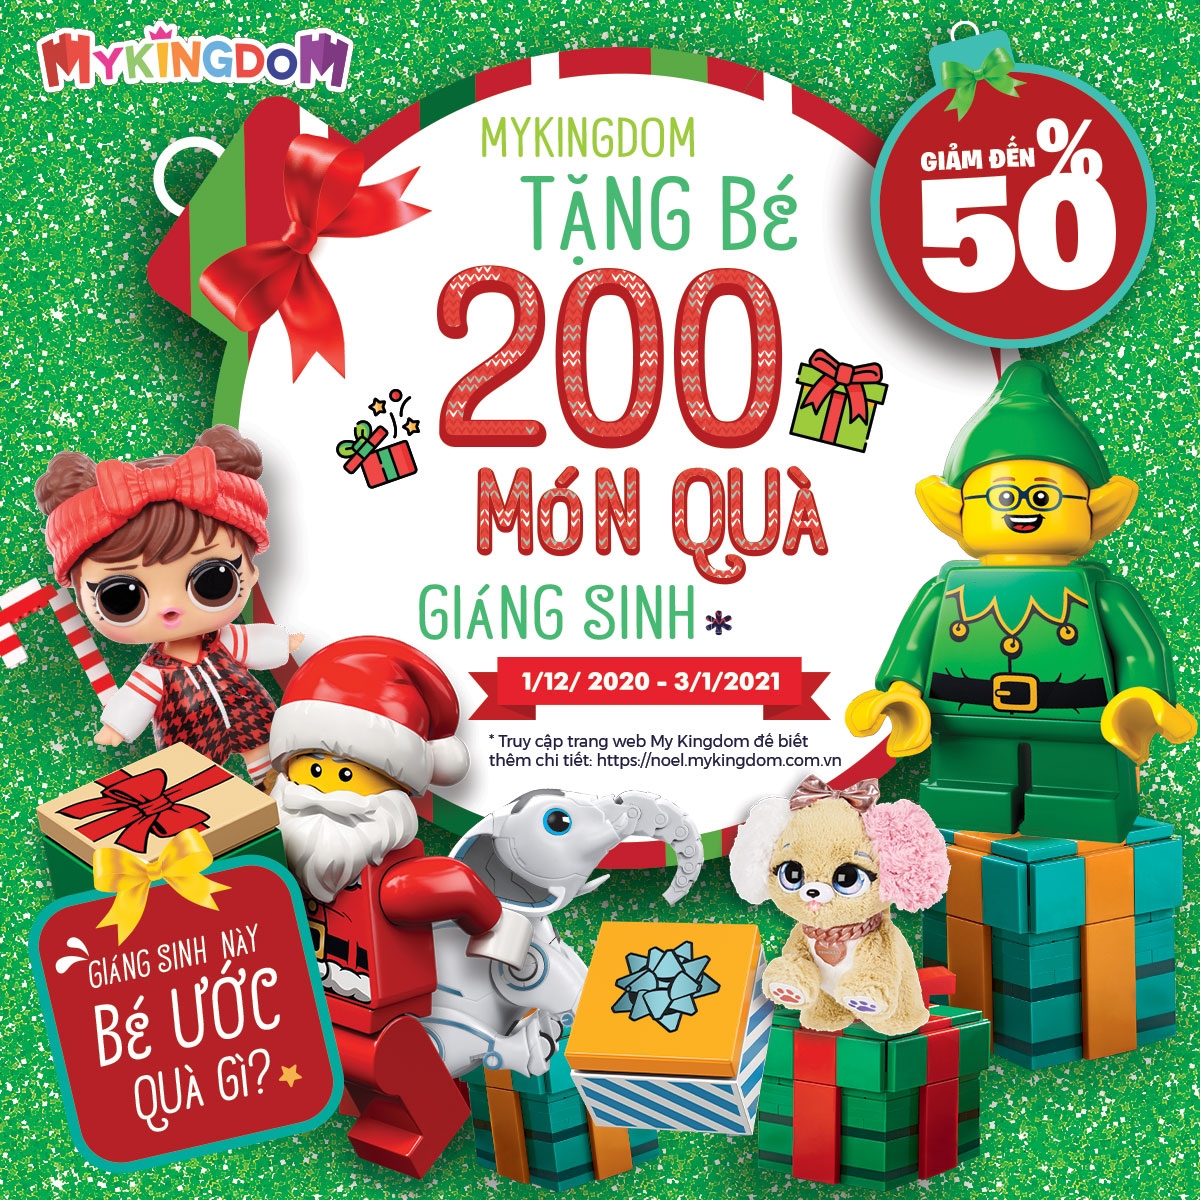 MYKINGDOM
MYKINGDOM
TẶNG BÉ
200
MÓN QUÀ
GIÁNG SINH*
1/12/ 2020 - 3/1/2021
* Truy cập trang web My Kingdom để biết
thêm chi tiết: https://noel.mykingdom.com.vn
GIẢM ĐẾN
50%
GIÁNG SINH NÀY
BÉ ƯỚC
QUÀ GÌ?